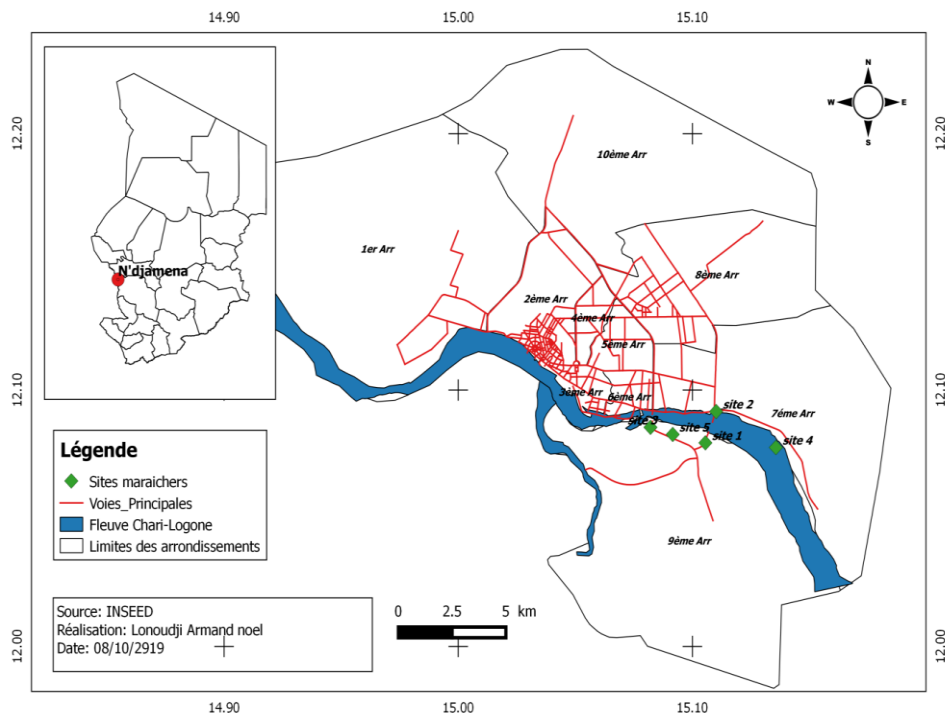 14.90
15.00
15.10
12.20
12.20
N
W
E
S
10ème Arr
1er Arr
N'djamena
8ème Arr
2ème Arr
4ème Arr
5ème Arr
12.10
12.10
3ème Arr
6ème Arr
site 2
7éme Arr
site 3
site 5
site 1
site 4
Légende
Sites maraichers
Voies_Principales
Fleuve Chari-Logone
Limites des arrondissements
9ème Arr
Source: INSEED
Réalisation: Lonoudji Armand noel
Date: 08/10/2919
0 2.5 5 km
12.00
12.00
14.90
15.00
15.10